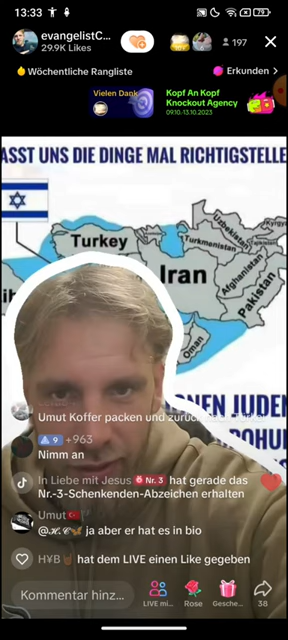 13:33
79
evangelistC...
29.9K Likes
197
Wöchentliche Rangliste
Erkunden >
Vielen Dank
Kopf An Kopf
Knockout Agency
09.10.-13.10.2023
ASST UNS DIE DINGE MAL RICHTIGSTELLE
Turkey
Uzbekistan
Kyrgy
Turkmenistan
Tajikistan
Iran
Afghanistan
Pakistan
Oman
ONEN JUDEN
Umut Koffer packen und zurück
9 +963
Nimm an
In Liebe mit Jesus Nr. 3 hat gerade das
Nr.-3-Schenkenden-Abzeichen erhalten
Umut
ja aber er hat es in bio
hat dem LIVE einen Like gegeben
Kommentar hinz...
LIVE mi...
Rose
Gesche...
38